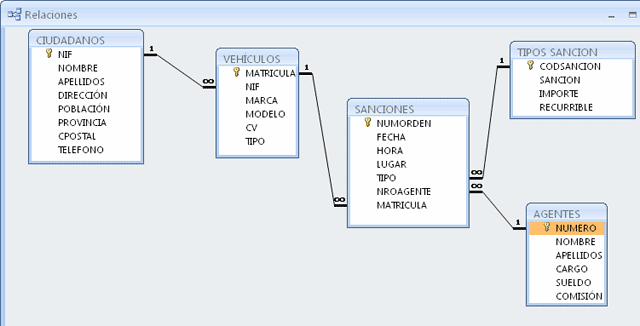 Relaciones
CIUDADANOS
NIF
NOMBRE
APELLIDOS
DIRECCIÓN
POBLACIÓN
PROVINCIA
CPOSTAL
TELEFONO
1
∞
VEHÍCULOS
MATRICULA
NIF
MARCA
MODELO
CV
TIPO
1
∞
SANCIONES
NUMORDEN
FECHA
HORA
LUGAR
TIPO
NROAGENTE
MATRICULA
∞
∞
1
TIPOS SANCION
CODSANCION
SANCION
IMPORTE
RECURRIBLE
1
AGENTES
NUMERO
NOMBRE
APELLIDOS
CARGO
SUELDO
COMISIÓN